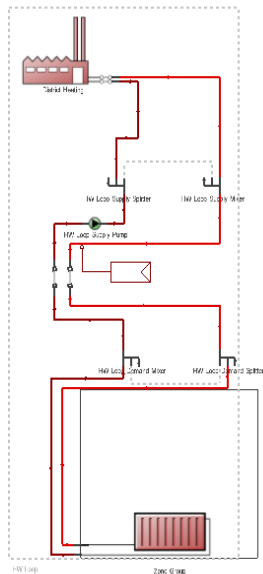 District Heating
HW Loop Supply Splitter
HW Loop Supply Mixer
HW Loop Supply Pump
HW Loop Demand Mixer
HW Loop Demand Splitter
HW Loop
Zone Group